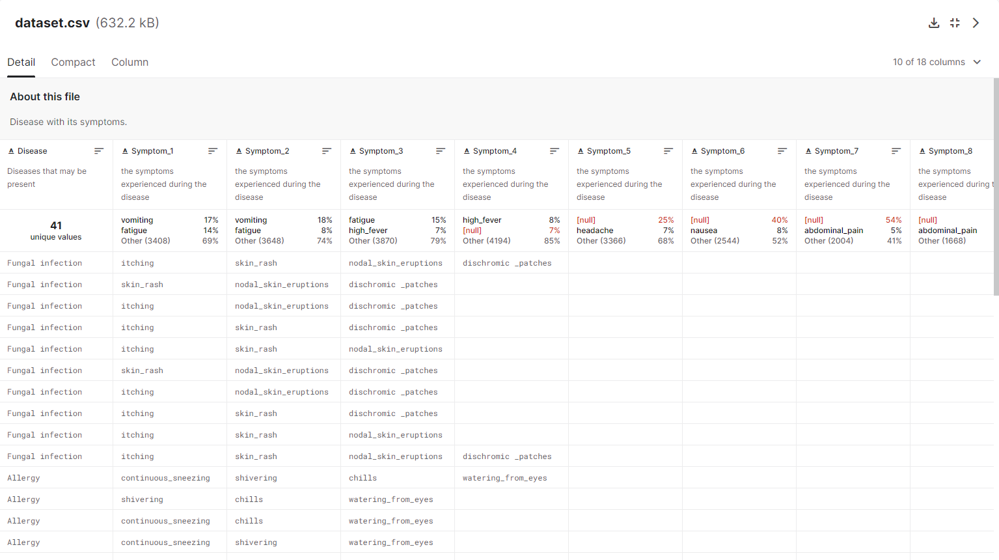 dataset.csv (632.2 kB)
Detail Compact Column 10 of 18 columns
About this file
Disease with its symptoms.
A Disease A Symptom_1 A Symptom_2 A Symptom_3 A Symptom_4 A Symptom_5 A Symptom_6 A Symptom_7 A Symptom_8
Diseases that may be the symptoms the symptoms the symptoms the symptoms the symptoms the symptoms the symptoms the symptoms
present experienced during the experienced during the experienced during the experienced during the experienced during the experienced during the experienced during the experienced during t
disease disease disease disease disease disease disease disease
41 vomiting 17% vomiting 18% fatigue 15% high_fever 8% [null] 25% [null] 40% [null] 54% [null]
unique values fatigue 14% fatigue 8% high_fever 7% [null] 7% headache 7% nausea 8% abdominal_pain 5% abdominal_pain
Other (3408) 69% Other (3648) 74% Other (3870) 79% Other (4194) 85% Other (3366) 68% Other (2544) 52% Other (2004) 41% Other (1668)
Fungal infection itching skin_rash nodal_skin_eruptions dischromic _patches
Fungal infection skin_rash nodal_skin_eruptions dischromic _patches
Fungal infection itching nodal_skin_eruptions dischromic _patches
Fungal infection itching skin_rash dischromic _patches
Fungal infection itching skin_rash nodal_skin_eruptions
Fungal infection skin_rash nodal_skin_eruptions dischromic _patches
Fungal infection itching nodal_skin_eruptions dischromic _patches
Fungal infection itching skin_rash dischromic _patches
Fungal infection itching skin_rash nodal_skin_eruptions
Fungal infection itching skin_rash nodal_skin_eruptions dischromic _patches
Allergy continuous_sneezing shivering chills watering_from_eyes
Allergy shivering chills watering_from_eyes
Allergy continuous_sneezing chills watering_from_eyes
Allergy continuous_sneezing shivering watering_from_eyes